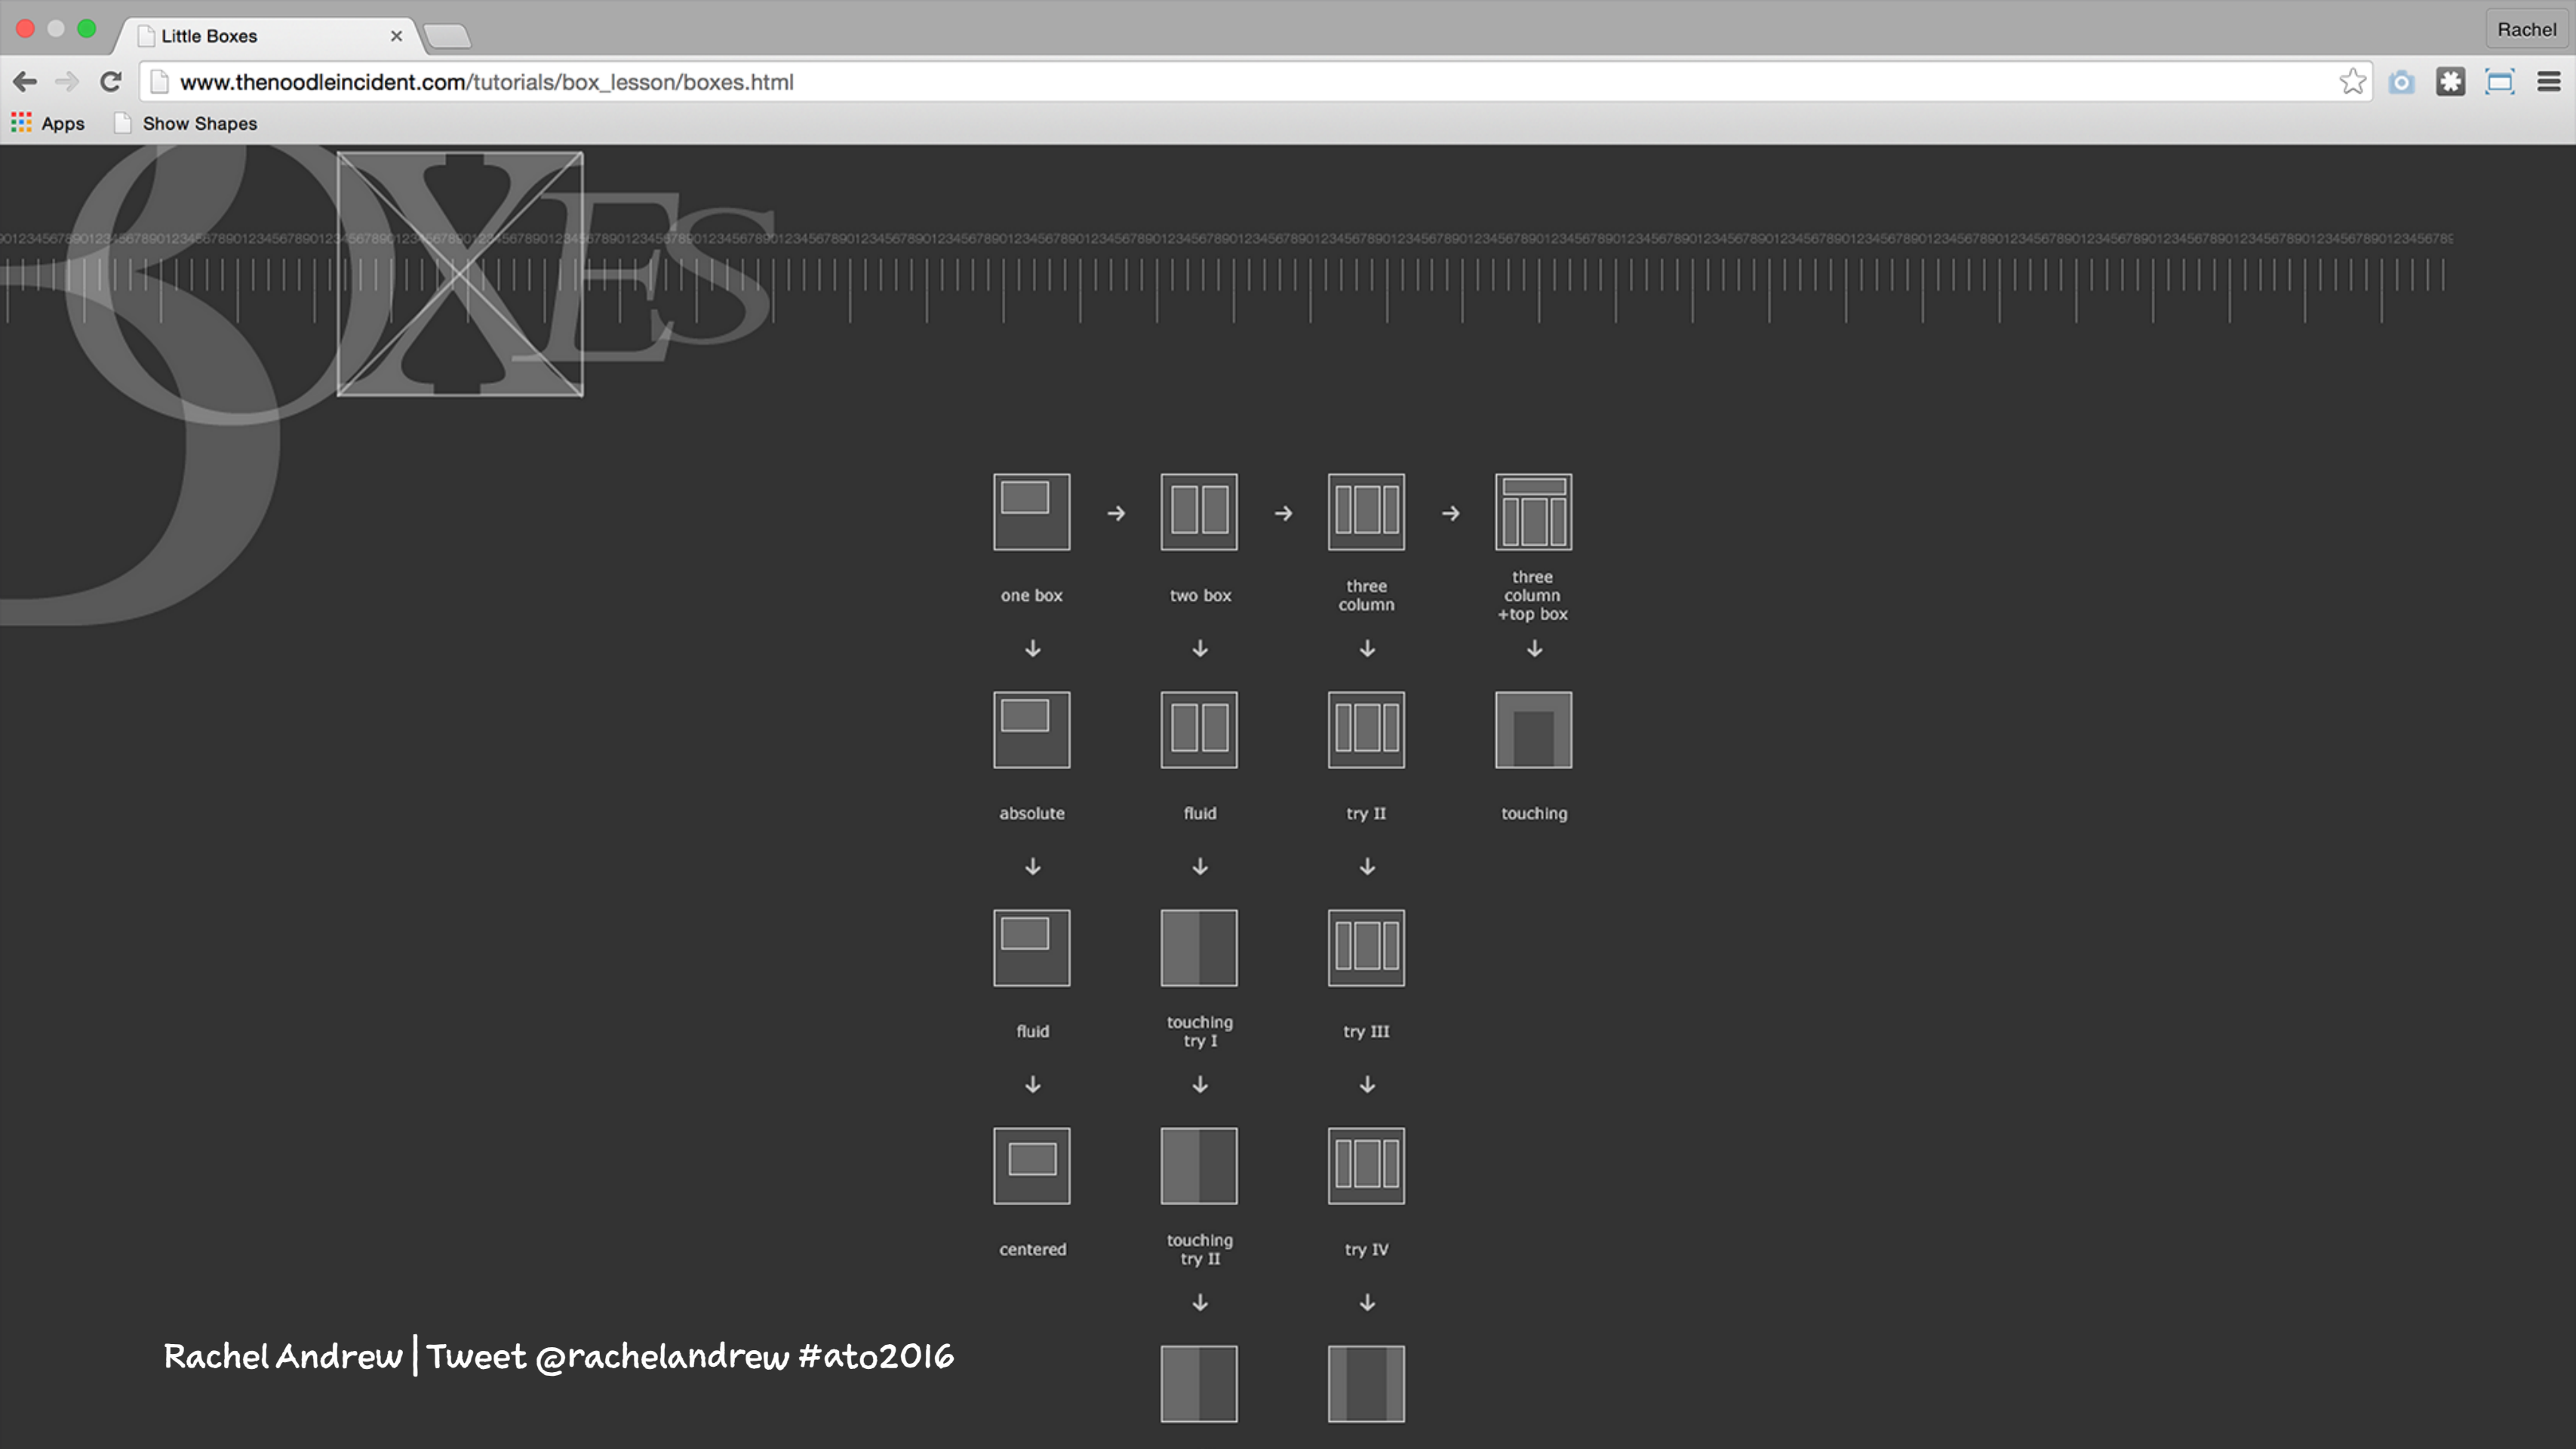 Little Boxes
Rachel
www.thenoodleincident.com/tutorials/box_lesson/boxes.html
Apps
Show Shapes
BOXES
one box
two box
three
column
three
column
+top box
absolute
fluid
try II
touching
fluid
touching
try I
try III
centered
touching
try II
try IV
Rachel Andrew | Tweet @rachelandrew #ato2016